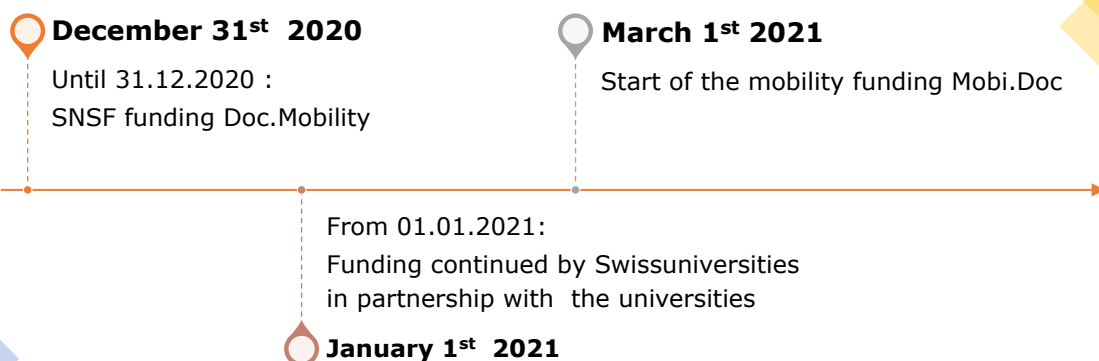 December 31st 2020
Until 31.12.2020 :
SNSF funding Doc.Mobility
March 1st 2021
Start of the mobility funding Mobi.Doc
From 01.01.2021:
Funding continued by Swissuniversities
in partnership with the universities
January 1st 2021